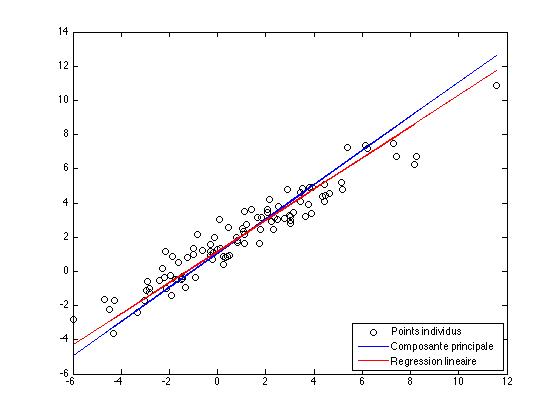 14
12
10
8
6
4
2
0
-2
-4
-6
-6 -4 -2 0 2 4 6 8 10 12
Points individus
Composante principale
Regression lineaire